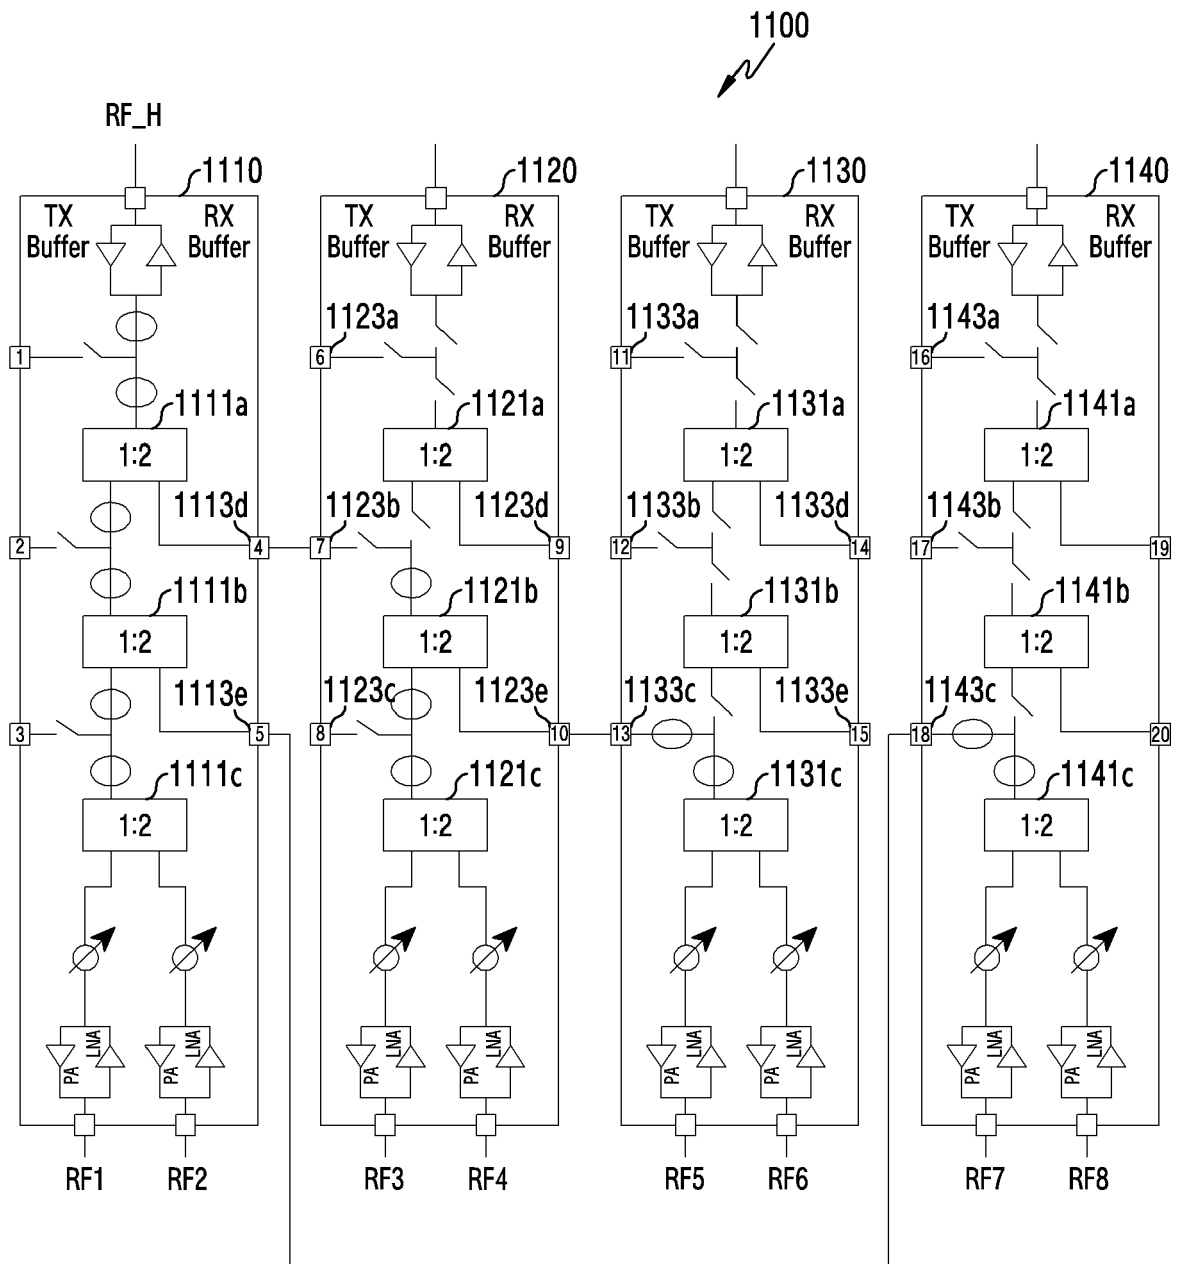 1100
RF_H
1110
1120
1130
1140
TX Buffer
RX Buffer
TX Buffer
RX Buffer
TX Buffer
RX Buffer
TX Buffer
RX Buffer
1123a
1133a
1143a
1
6
11
16
1111a
1121a
1131a
1141a
1:2
1:2
1:2
1:2
1113d
1123b
1123d
1133b
1133d
1143b
2
4
7
9
12
14
17
19
1111b
1121b
1131b
1141b
1:2
1:2
1:2
1:2
1113e
1123c
1123e
1133c
1133e
1143c
3
5
8
10
13
15
18
20
1111c
1121c
1131c
1141c
1:2
1:2
1:2
1:2
PA
LNA
PA
LNA
PA
LNA
PA
LNA
PA
LNA
PA
LNA
PA
LNA
PA
LNA
RF1
RF2
RF3
RF4
RF5
RF6
RF7
RF8